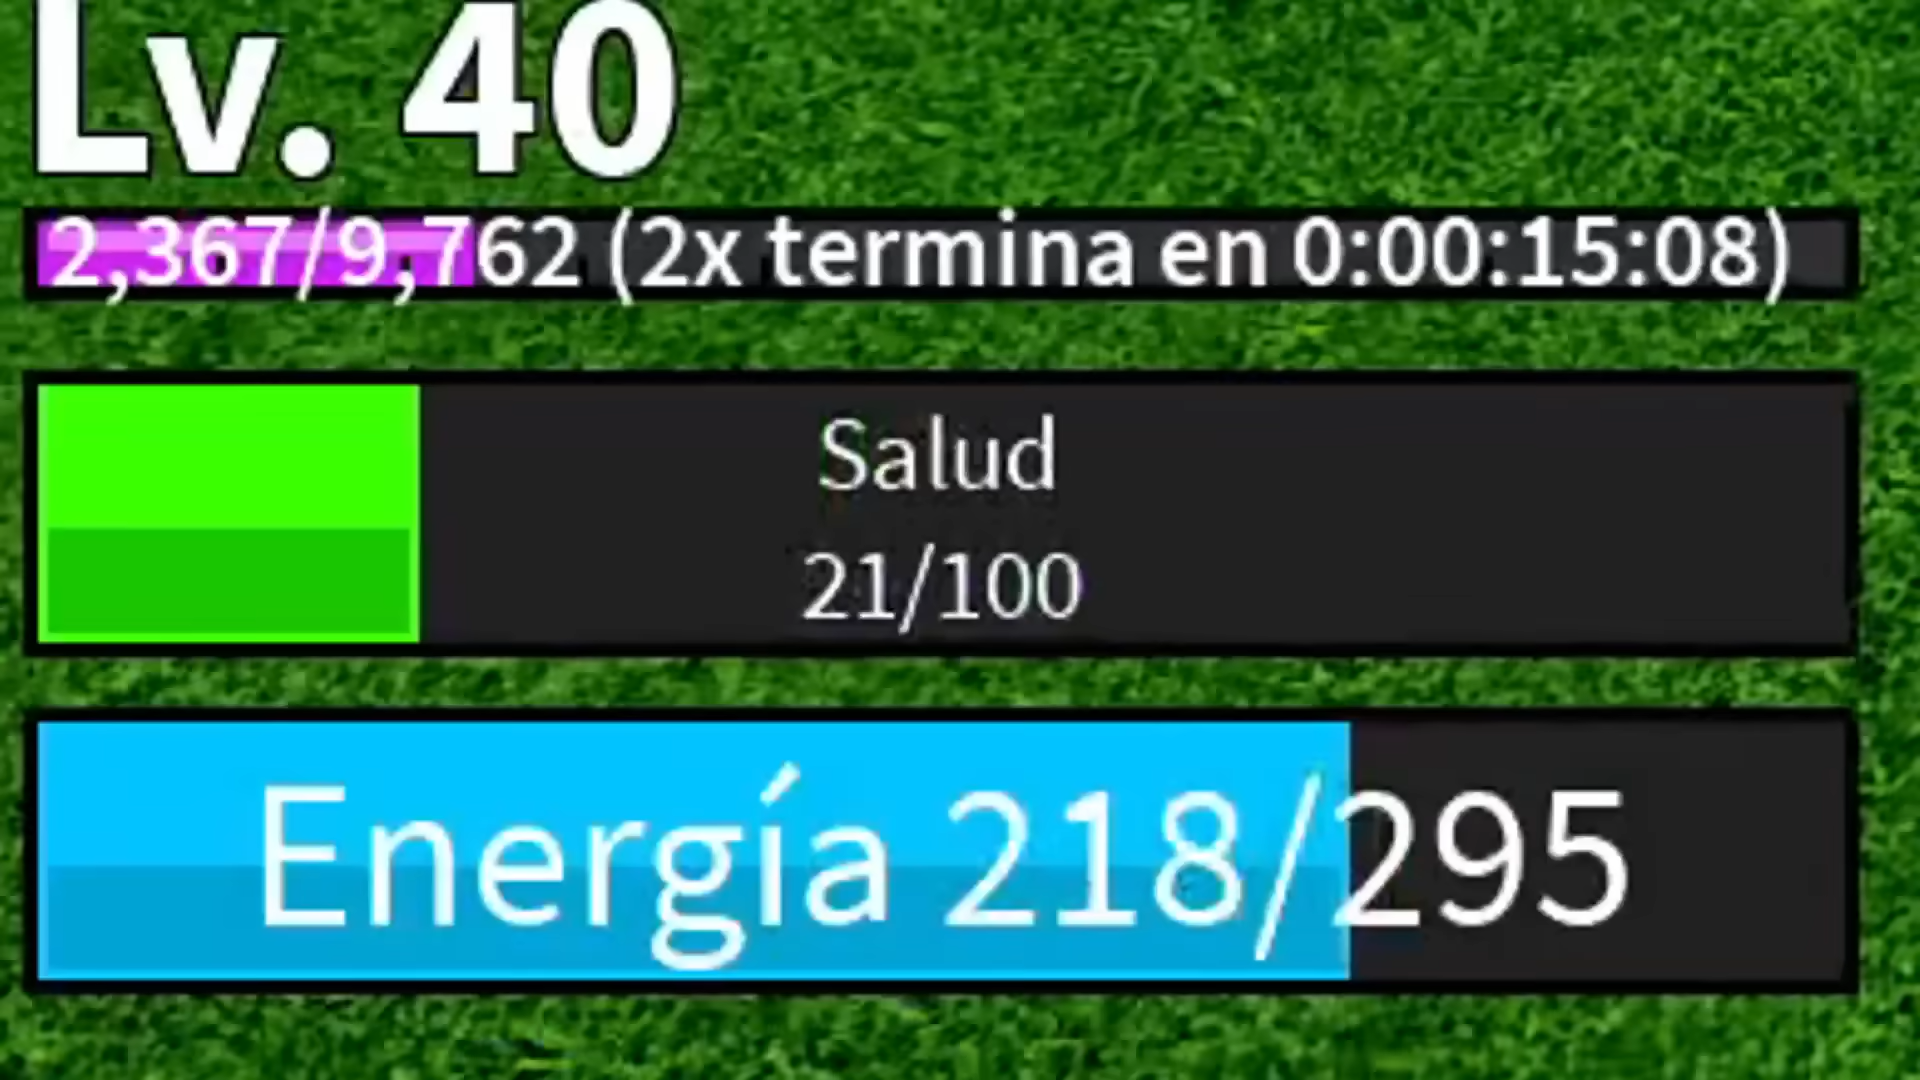 Lv. 40
2,367/9,762 (2x termina en 0:00:15:08)
Salud
21/100
Energía 218/295